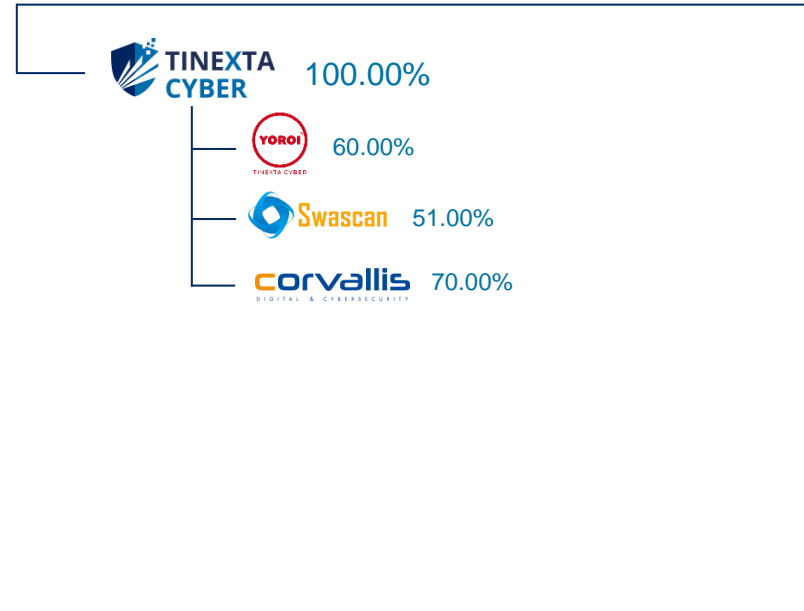 TINEXTA
CYBER
100.00%
YOROI
TINEXTA CYBER
60.00%
Swascan 51.00%
corvallis 70.00%
DIGITAL & CYBERSECURITY